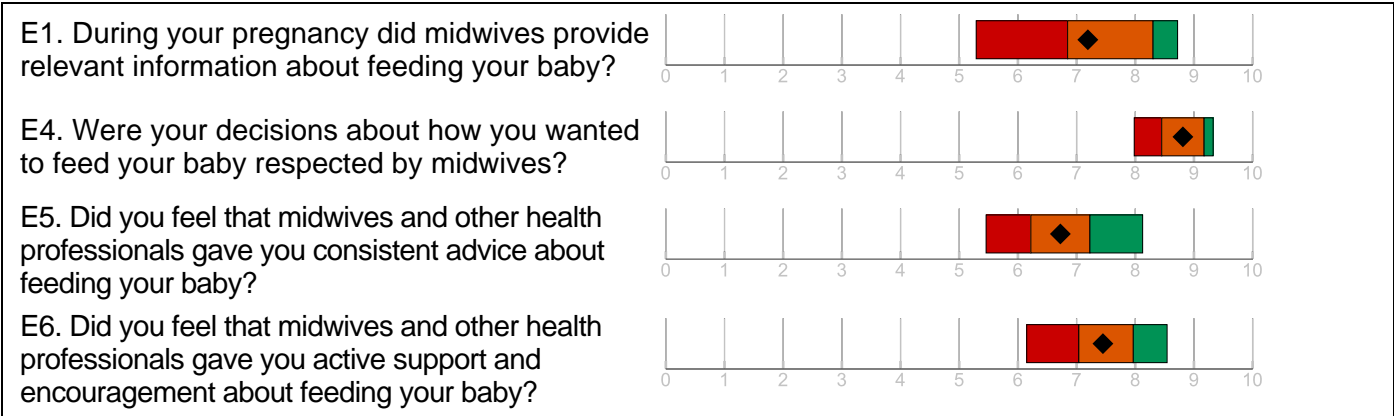 E1. During your pregnancy did midwives provide
relevant information about feeding your baby?
0 1 2 3 4 5 6 7 8 9 10
E4. Were your decisions about how you wanted
to feed your baby respected by midwives?
0 1 2 3 4 5 6 7 8 9 10
E5. Did you feel that midwives and other health
professionals gave you consistent advice about
feeding your baby?
0 1 2 3 4 5 6 7 8 9 10
E6. Did you feel that midwives and other health
professionals gave you active support and
encouragement about feeding your baby?
0 1 2 3 4 5 6 7 8 9 10